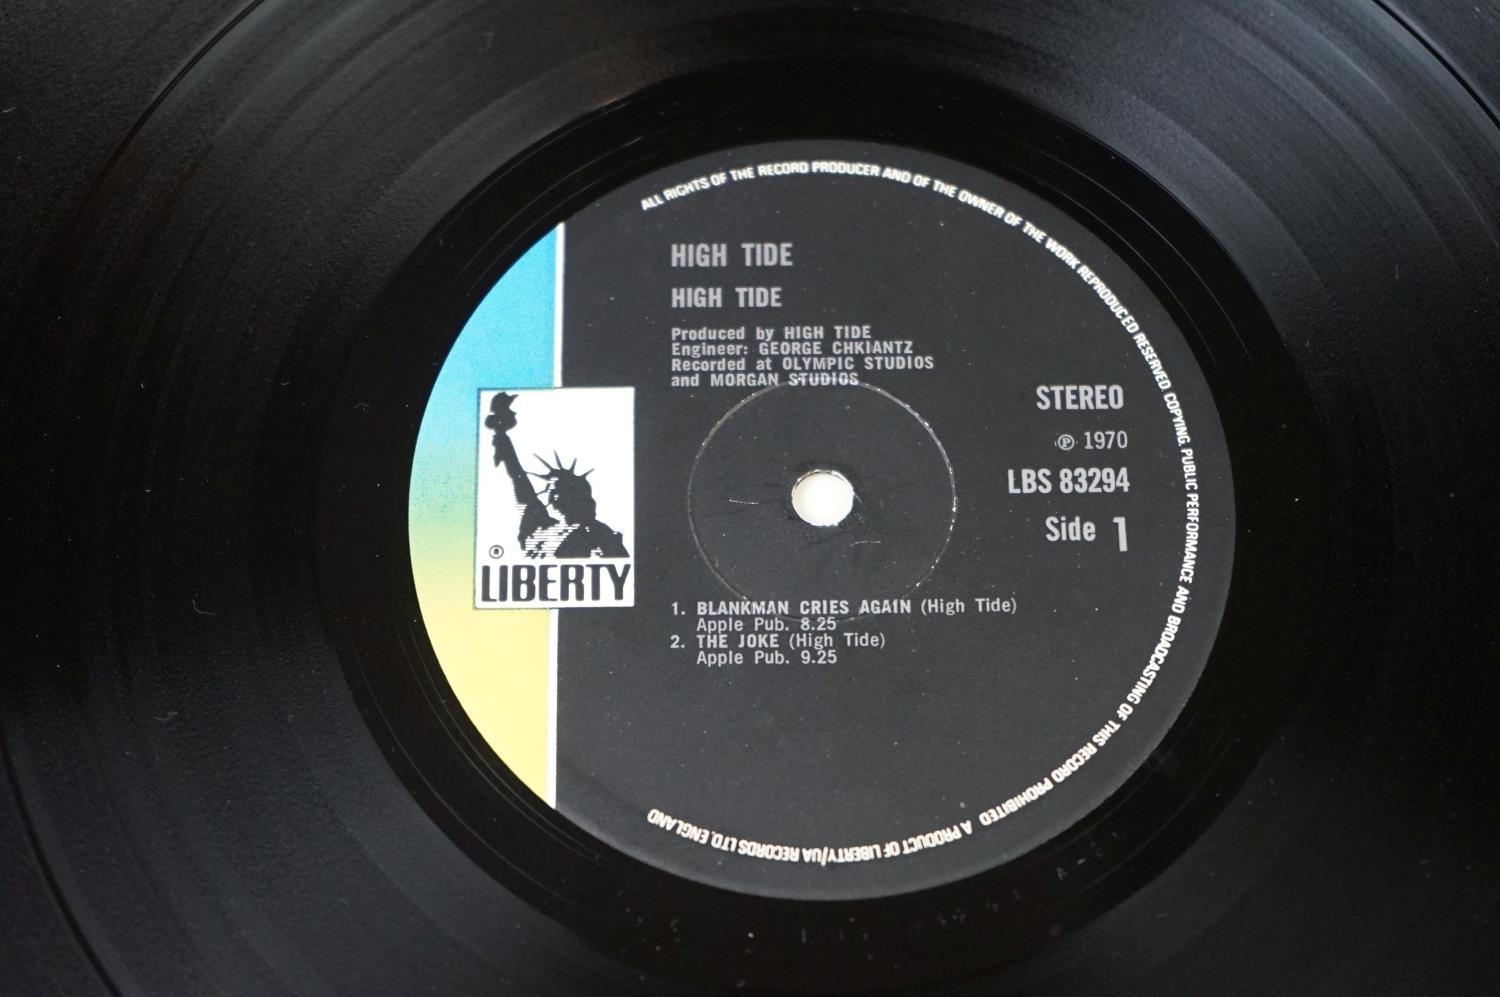 ALL RIGHTS OF THE RECORD PRODUCER AND OF THE OWNER OF THE WORK REPRODUCED RESERVED COPYING, PUBLIC PERFORMANCE AND BROADCASTING OF THIS RECORD PROHIBITED A PRODUCT OF LIBERTY/UA RECORDS LTD. ENGLAND
HIGH TIDE
HIGH TIDE
Produced by HIGH TIDE
Engineer: GEORGE CHKIANTZ
Recorded at OLYMPIC STUDIOS
and MORGAN STUDIOS
STEREO
℗ 1970
LBS 83294
Side 1
®
LIBERTY
1. BLANKMAN CRIES AGAIN (High Tide)
Apple Pub. 8.25
2. THE JOKE (High Tide)
Apple Pub. 9.25